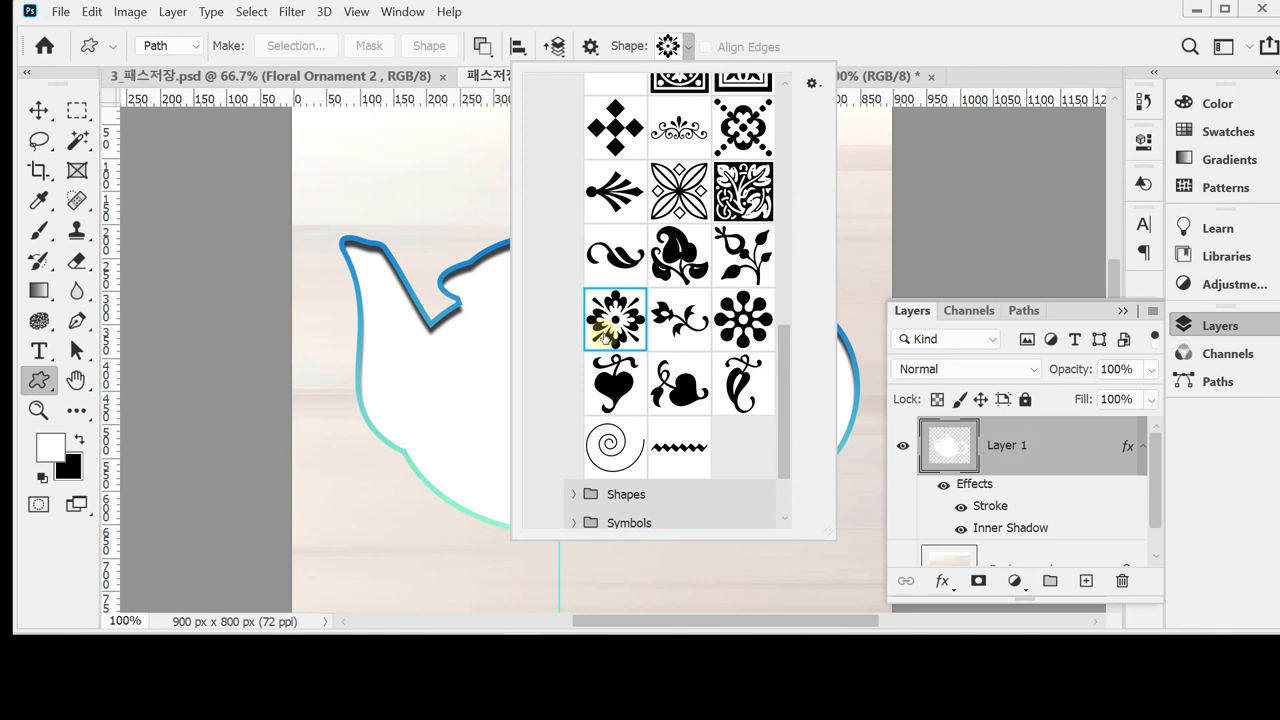 Ps File Edit Image Layer Type Select Filter 3D View Window Help
Path Make: Selection... Mask Shape Shape: Align Edges
3_패스저장.psd @ 66.7% (Floral Ornament 2 , RGB/8) × 패스저 00% (RGB/8) * ×
250 200 150 100 50 0 50 100 150 200 250 300 850 900 950 1000 1050 1100 1150
Color
Swatches
Gradients
Patterns
Learn
Libraries
Adjustme...
Layers
Channels
Paths
Layers Channels Paths
Kind
Normal Opacity: 100%
Lock: Fill: 100%
Layer 1 fx
Effects
Stroke
Inner Shadow
fx
Shapes
Symbols
100% 900 px x 800 px (72 ppi)